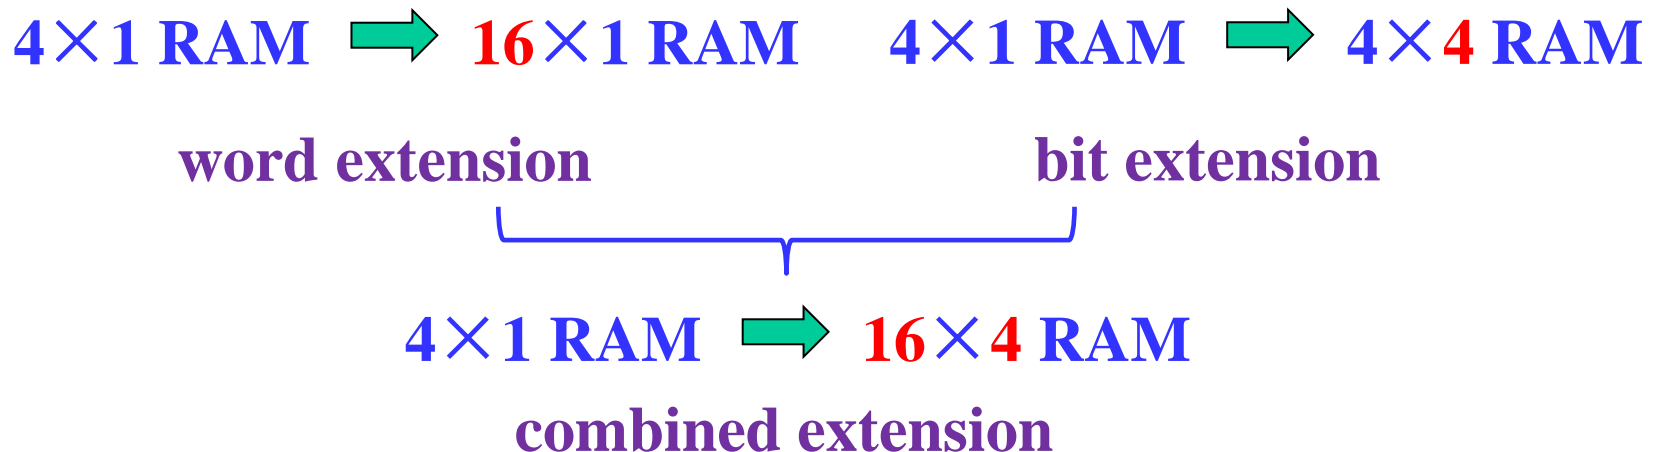 4×1 RAM 16×1 RAM 4×1 RAM 4×4 RAM
word extension bit extension
4×1 RAM 16×4 RAM
combined extension